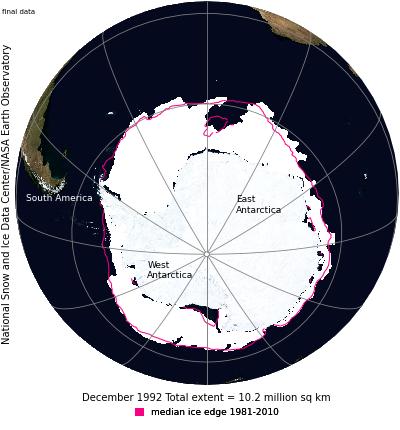 final data
National Snow and Ice Data Center/NASA Earth Observatory
South America
East
Antarctica
West
Antarctica
December 1992 Total extent = 10.2 million sq km
median ice edge 1981-2010